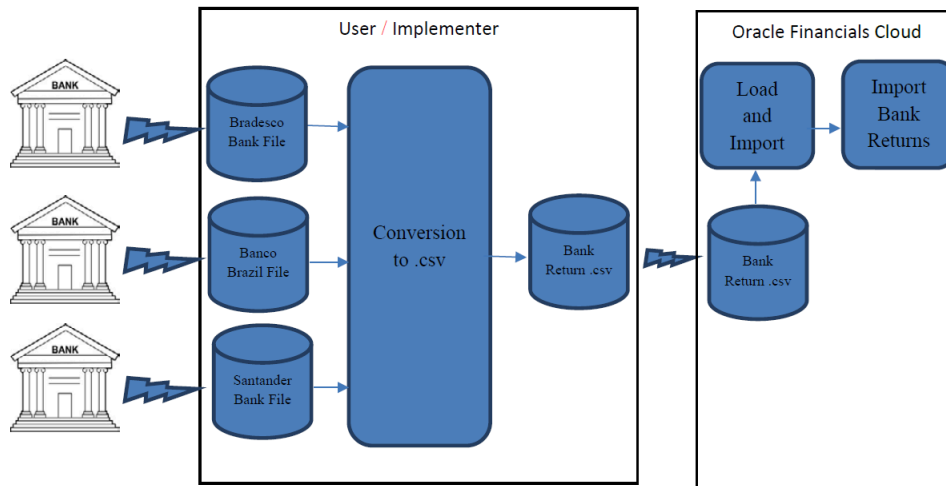 User / Implementer
Oracle Financials Cloud
BANK
Bradesco
Bank File
BANK
Banco
Brazil File
BANK
Santander
Bank File
Conversion
to .csv
Bank
Return .csv
Load
and
Import
Import
Bank
Returns
Bank
Return .csv